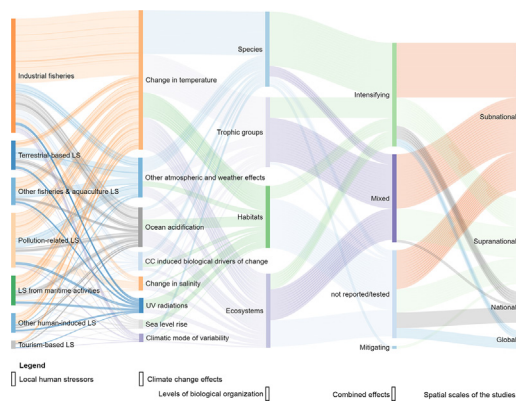 Industrial fisheries
Terrestrial-based LS
Other fisheries & aquaculture LS
Pollution-related LS
LS from maritime activities
Other human-induced LS
Tourism-based LS
Change in temperature
Other atmospheric and weather effects
Ocean acidification
CC induced biological drivers of change
Change in salinity
UV radiations
Sea level rise
Climatic mode of variability
Species
Trophic groups
Habitats
Ecosystems
Intensifying
Mixed
not reported/tested
Mitigating
Subnational
Supranational
National
Global
Legend
Local human stressors
Climate change effects
Levels of biological organization
Combined effects
Spatial scales of the studies